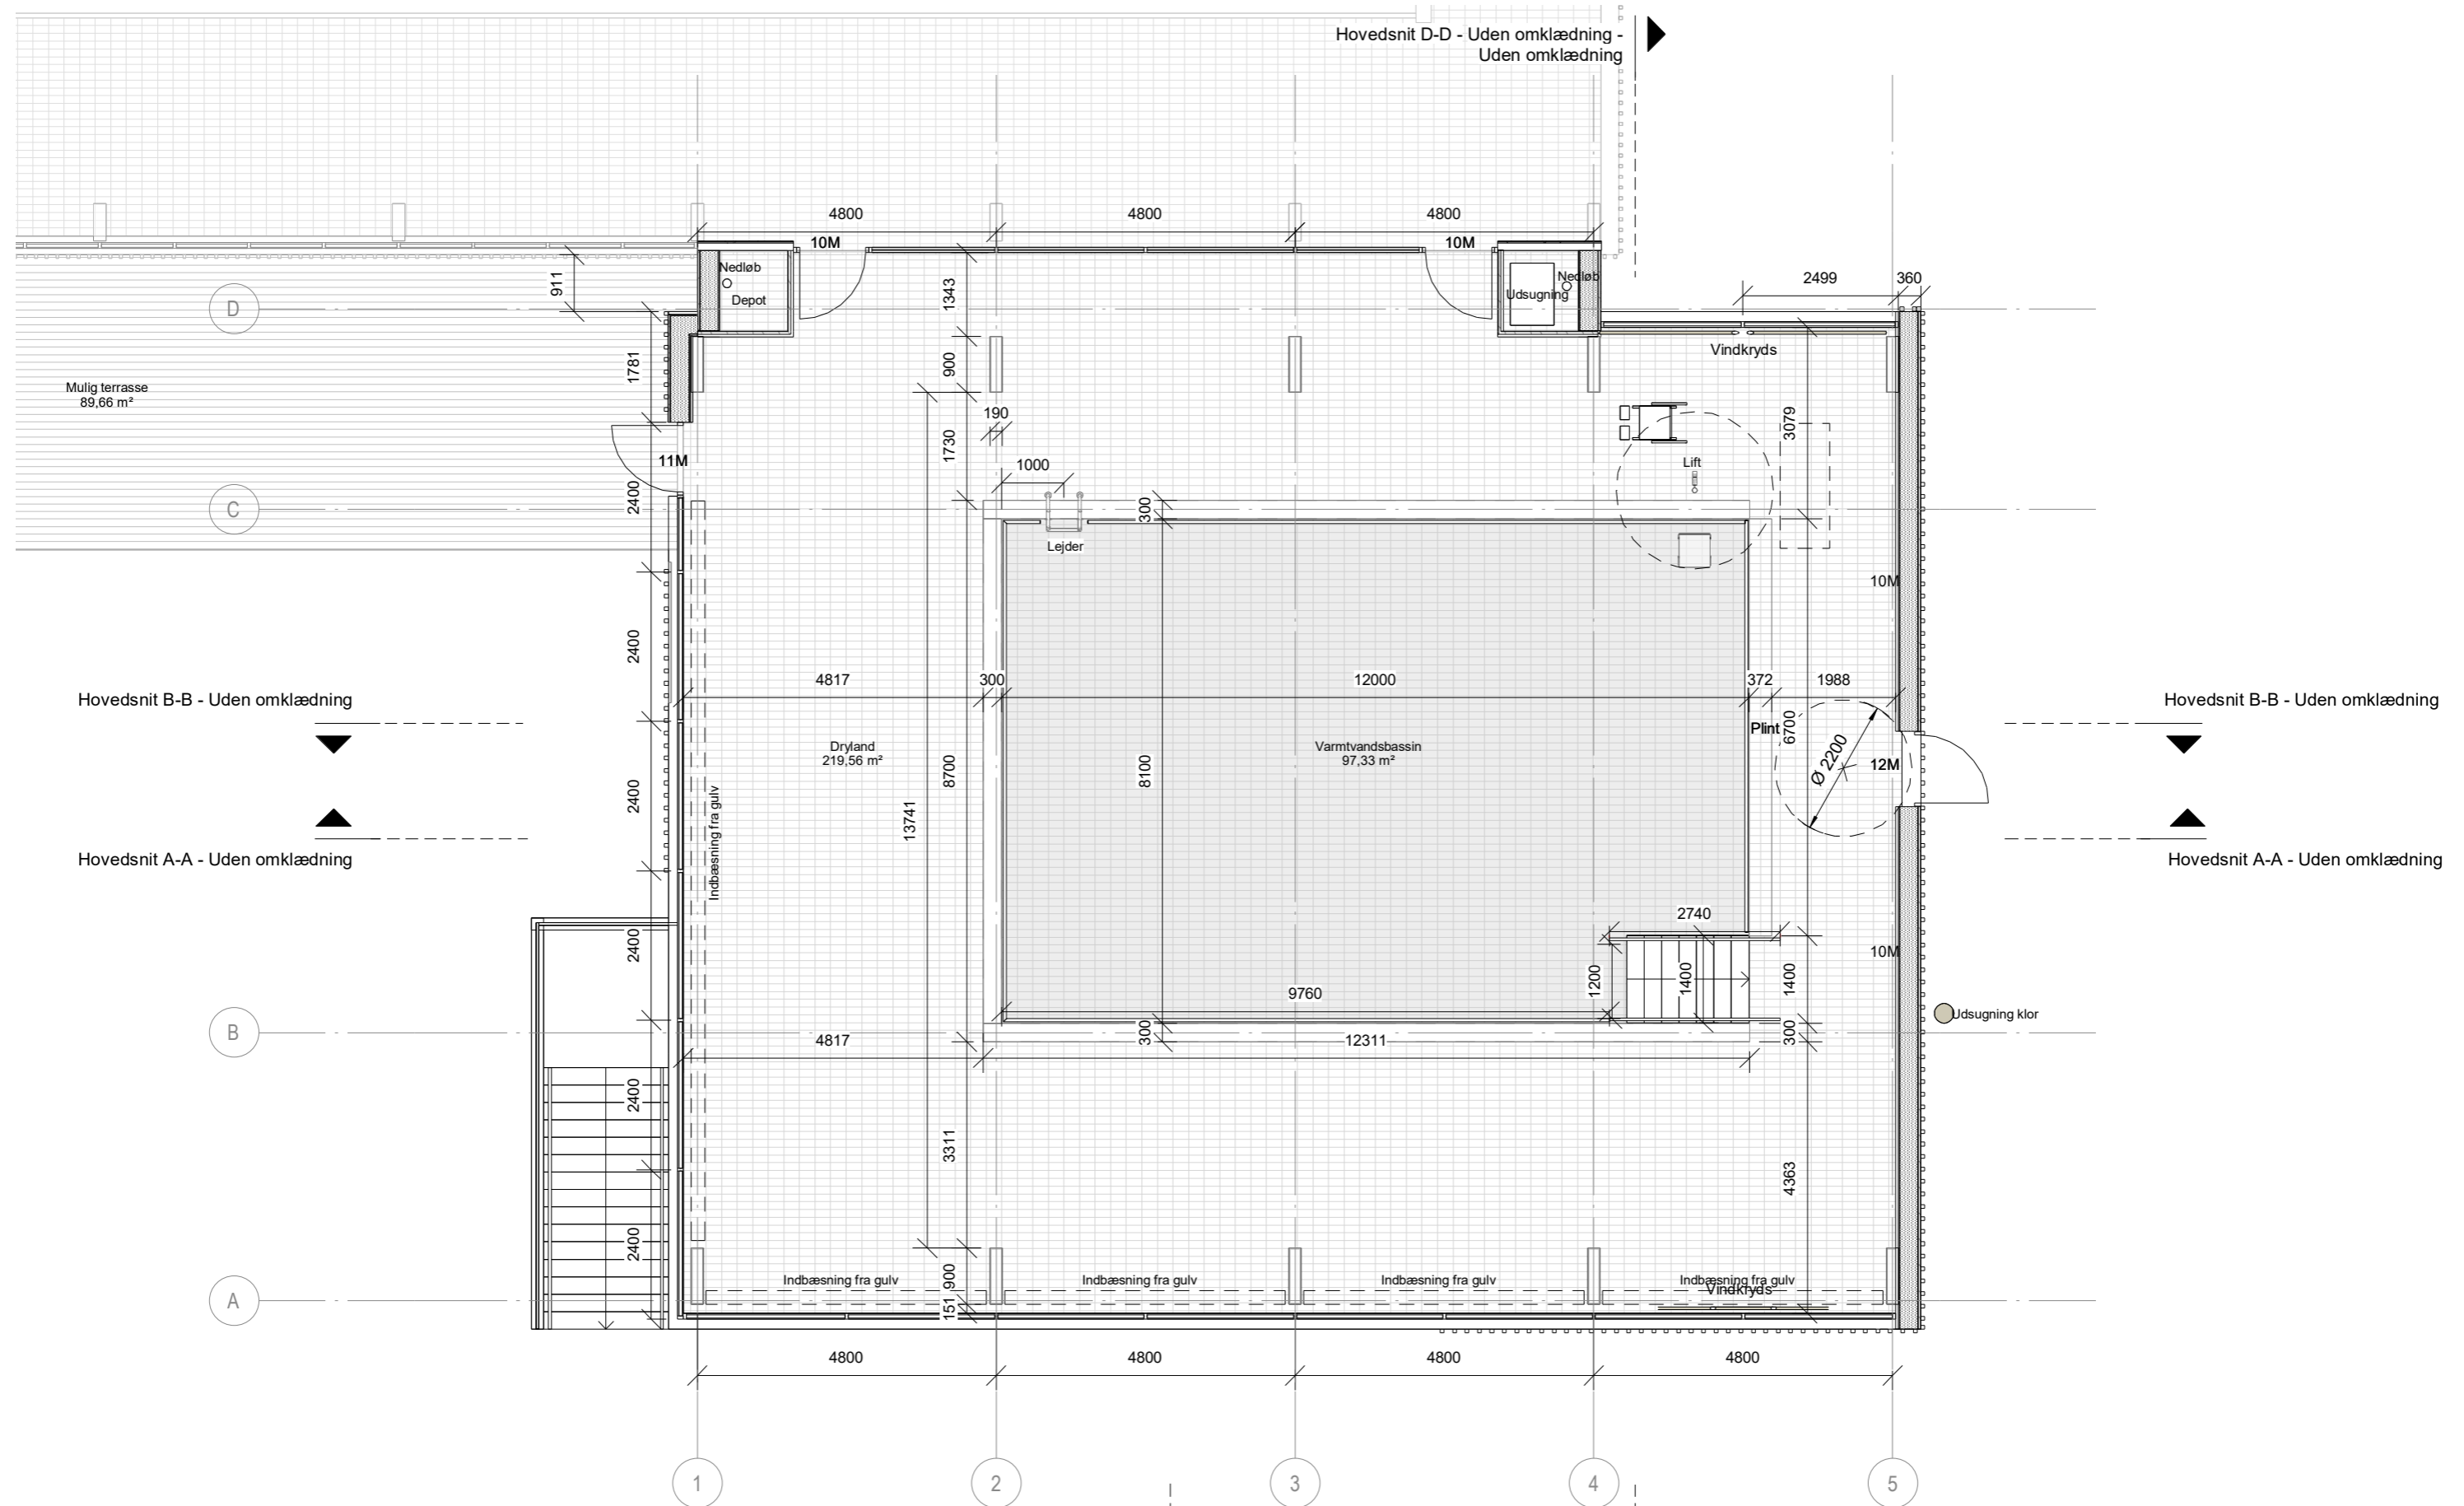 Hovedsnit D-D - Uden omklædning -
Uden omklædning
4800
4800
4800
10M
10M
Nedløb
Depot
Nedløb
Udsugning
911
1343
2499
360
D
Vindkryds
1781
900
Mulig terrasse
89,66 m²
190
3079
1730
11M
Lift
1000
2400
300
C
Lejder
10M
2400
4817
300
12000
372
1988
Hovedsnit B-B - Uden omklædning
Hovedsnit B-B - Uden omklædning
Plint
6700
Dryland
219,56 m²
Varmtvandsbassin
97,33 m²
Ø 2200
12M
8700
8100
2400
13741
Indbæsning fra gulv
Hovedsnit A-A - Uden omklædning
Hovedsnit A-A - Uden omklædning
2740
2400
10M
1200
1400
1400
9760
Udsugning klor
B
4817
300
12311
300
2400
3311
4363
2400
900
Indbæsning fra gulv
Indbæsning fra gulv
Indbæsning fra gulv
Indbæsning fra gulv
Vindkryds
A
151
4800
4800
4800
4800
1
2
3
4
5